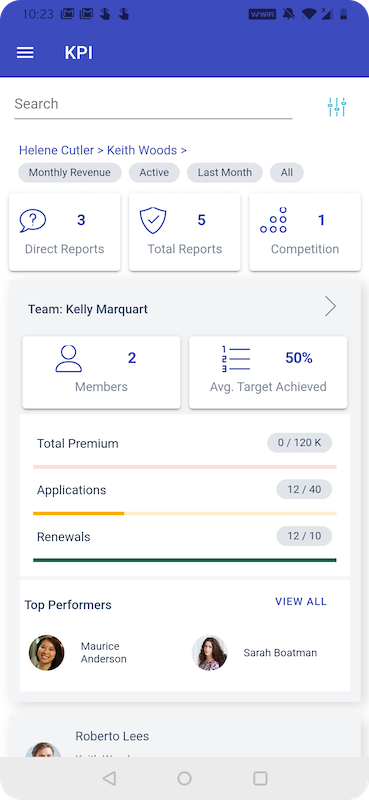 10:23
VoWiFi
KPI
Search
Helene Cutler > Keith Woods >
Monthly Revenue Active Last Month All
3 5 1
Direct Reports Total Reports Competition
Team: Kelly Marquart
2 50%
Members Avg. Target Achieved
Total Premium 0 / 120 K
Applications 12 / 40
Renewals 12 / 10
Top Performers VIEW ALL
Maurice
Anderson
Sarah Boatman
Roberto Lees